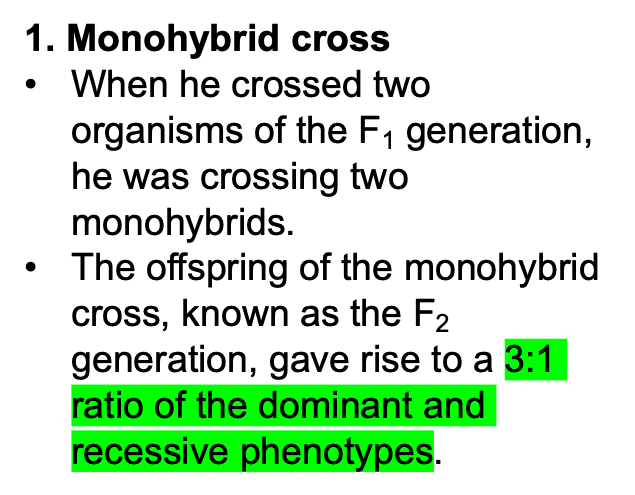 1. Monohybrid cross
• When he crossed two
organisms of the F₁ generation,
he was crossing two
monohybrids.
• The offspring of the monohybrid
cross, known as the F₂
generation, gave rise to a 3:1
ratio of the dominant and
recessive phenotypes.